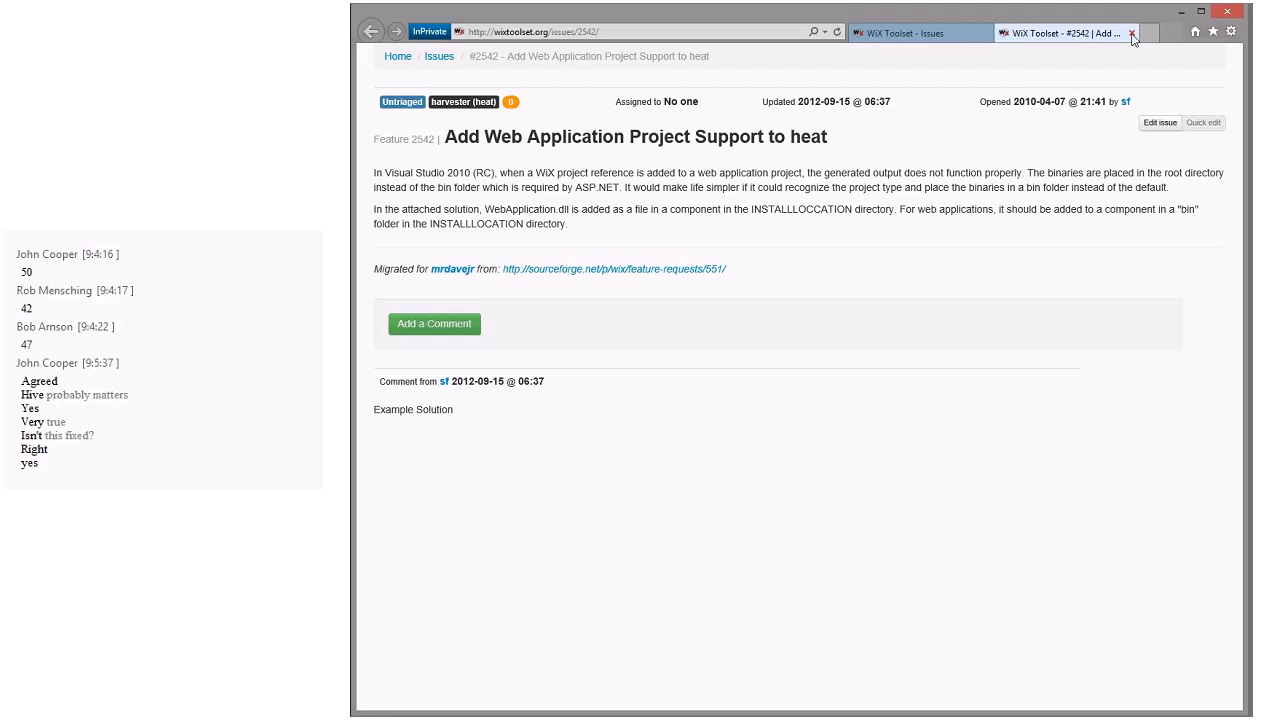 John Cooper [9:4:16 ]
50
Rob Mensching [9:4:17 ]
42
Bob Arnson [9:4:22 ]
47
John Cooper [9:5:37 ]
Agreed
Hive probably matters
Yes
Very true
Isn't this fixed?
Right
yes
InPrivate http://wixtoolset.org/issues/2542/ WiX Toolset - Issues WiX Toolset - #2542 | Add ...
Home / Issues / #2542 - Add Web Application Project Support to heat
Untriaged harvester (heat) 0 Assigned to No one Updated 2012-09-15 @ 06:37 Opened 2010-04-07 @ 21:41 by sf
Edit issue Quick edit
Feature 2542 | Add Web Application Project Support to heat
In Visual Studio 2010 (RC), when a WiX project reference is added to a web application project, the generated output does not function properly. The binaries are placed in the root directory
instead of the bin folder which is required by ASP.NET. It would make life simpler if it could recognize the project type and place the binaries in a bin folder instead of the default.
In the attached solution, WebApplication.dll is added as a file in a component in the INSTALLLOCCATION directory. For web applications, it should be added to a component in a "bin"
folder in the INSTALLLOCATION directory.
Migrated for mrdavejr from: http://sourceforge.net/p/wix/feature-requests/551/
Add a Comment
Comment from sf 2012-09-15 @ 06:37
Example Solution